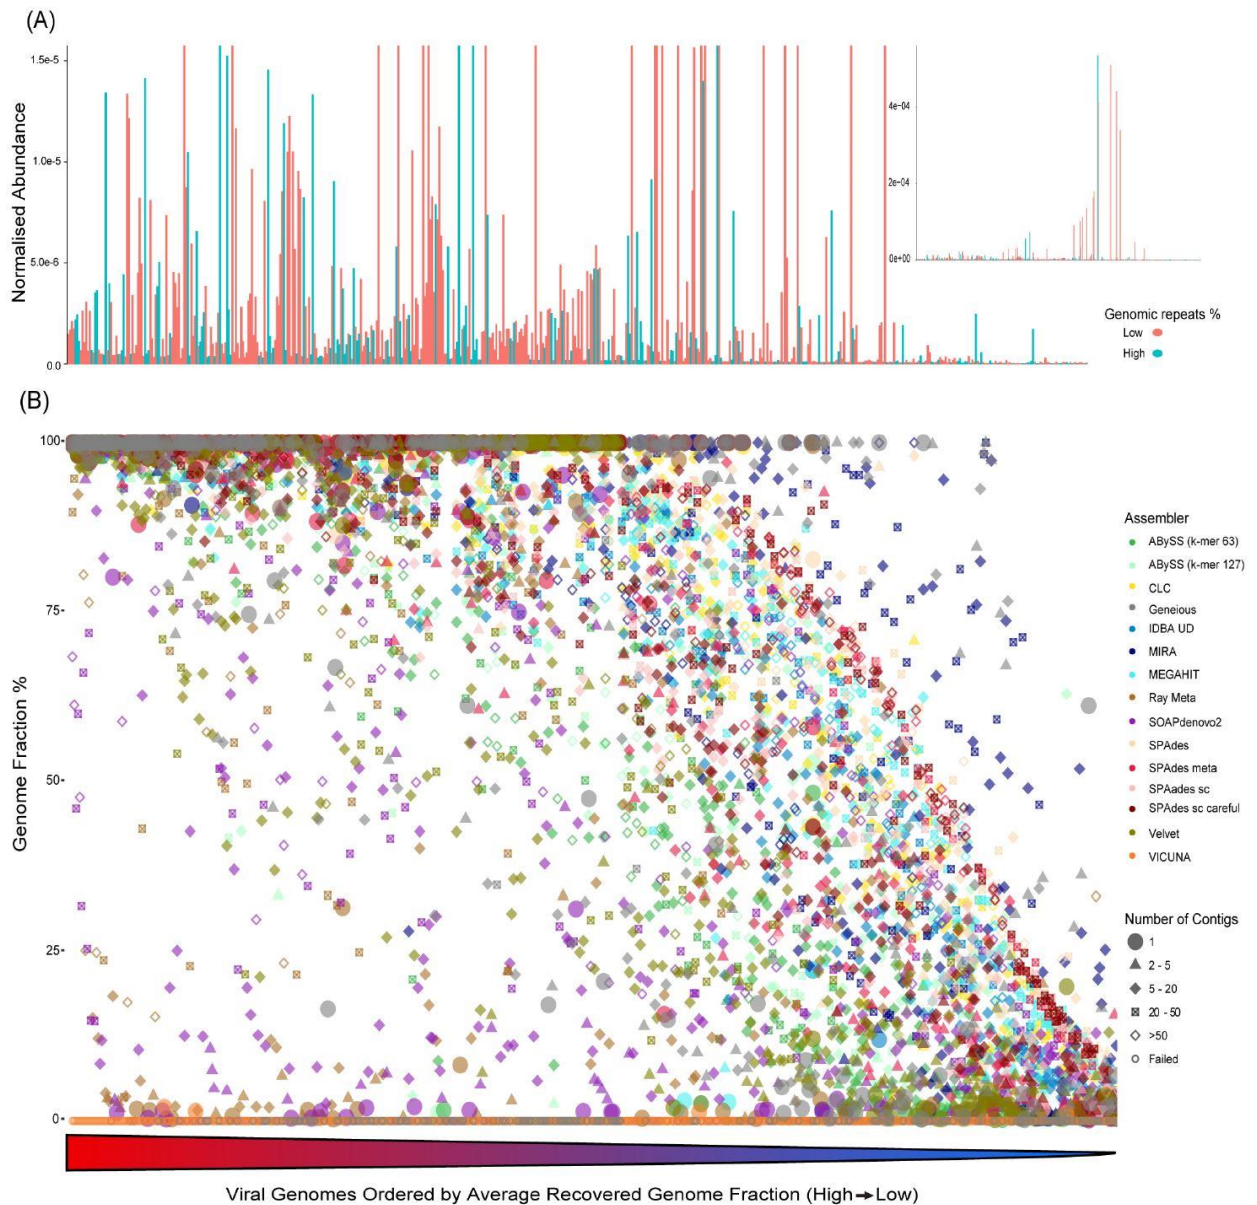 (A)
Normalised Abundance
1.5e-5
1.0e-5
5.0e-6
0.0
4e-04
2e-04
0e+00
Genomic repeats %
Low
High
(B)
Genome Fraction %
100
75
50
25
0
Assembler
ABySS (k-mer 63)
ABySS (k-mer 127)
CLC
Geneious
IDBA UD
MIRA
MEGAHIT
Ray Meta
SOAPdenovo2
SPAdes
SPAdes meta
SPAades sc
SPAdes sc careful
Velvet
VICUNA
Number of Contigs
1
2 - 5
5 - 20
20 - 50
>50
Failed
Viral Genomes Ordered by Average Recovered Genome Fraction (High→Low)